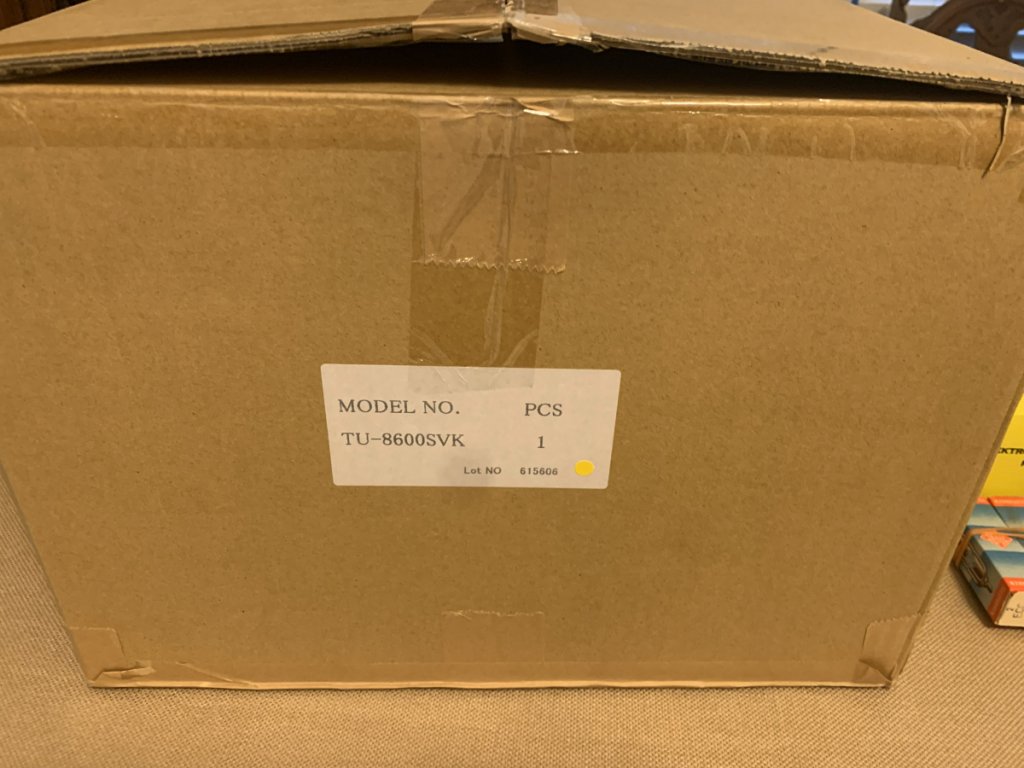 MODEL NO. PCS
TU-8600SVK 1
Lot NO 615606